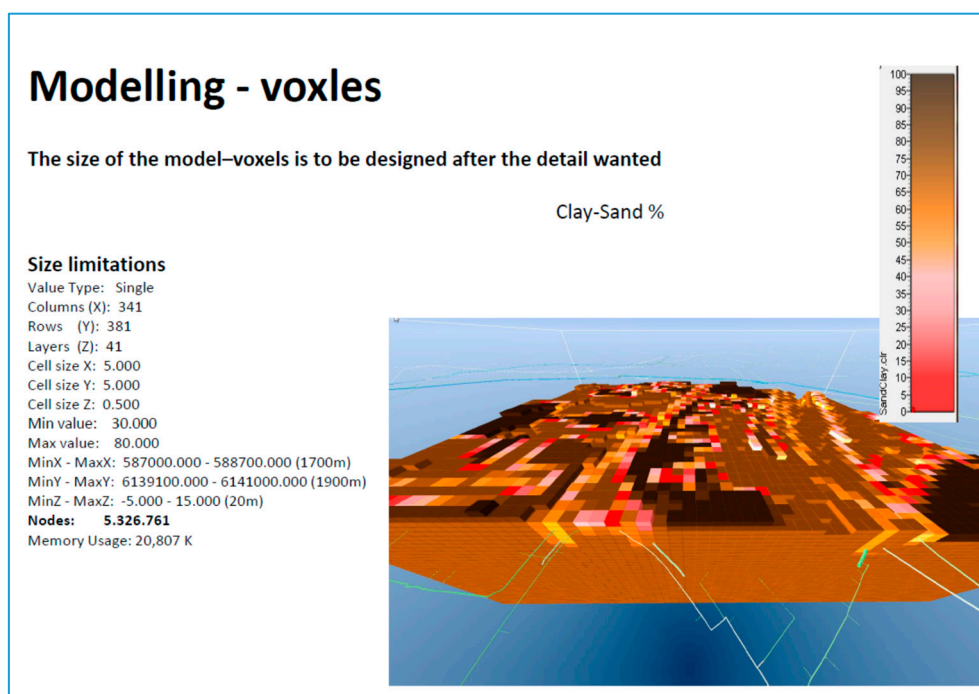 Modelling - voxles
The size of the model–voxels is to be designed after the detail wanted
Clay-Sand %
Size limitations
Value Type: Single
Columns (X): 341
Rows (Y): 381
Layers (Z): 41
Cell size X: 5.000
Cell size Y: 5.000
Cell size Z: 0.500
Min value: 30.000
Max value: 80.000
MinX - MaxX: 587000.000 - 588700.000 (1700m)
MinY - MaxY: 6139100.000 - 6141000.000 (1900m)
MinZ - MaxZ: -5.000 - 15.000 (20m)
Nodes: 5.326.761
Memory Usage: 20,807 K
100
95
90
85
80
75
70
65
60
55
50
45
40
35
30
25
20
15
10
5
0
SandClay.clr